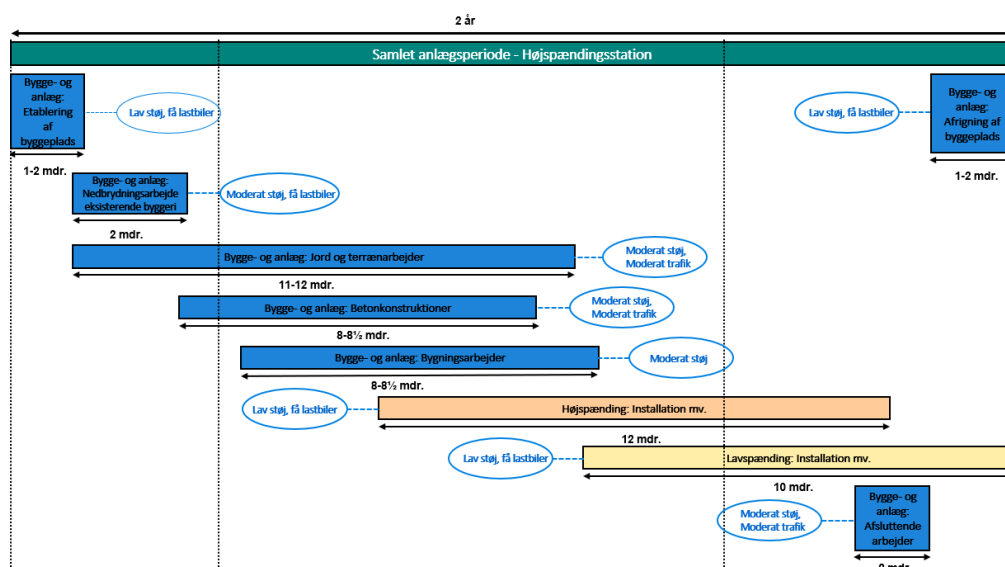 2 år
Samlet anlægsperiode - Højspændingsstation
Bygge- og
anlæg:
Etablering
af
byggeplads
Lav støj, få lastbiler
Lav støj, få lastbiler
Bygge- og
anlæg:
Afrigning af
byggeplads
1-2 mdr.
1-2 mdr.
Bygge- og anlæg:
Nedbrydningsarbejde
eksisterende byggeri
Moderat støj, få lastbiler
2 mdr.
Bygge- og anlæg: Jord og terrænarbejder
Moderat støj,
Moderat trafik
11-12 mdr.
Bygge- og anlæg: Betonkonstruktioner
Moderat støj,
Moderat trafik
8-8½ mdr.
Bygge- og anlæg: Bygningsarbejder
Moderat støj
8-8½ mdr.
Lav støj, få lastbiler
Højspænding: Installation mv.
12 mdr.
Lav støj, få lastbiler
Lavspænding: Installation mv.
10 mdr.
Moderat støj,
Moderat trafik
Bygge- og
anlæg:
Afsluttende
arbejder